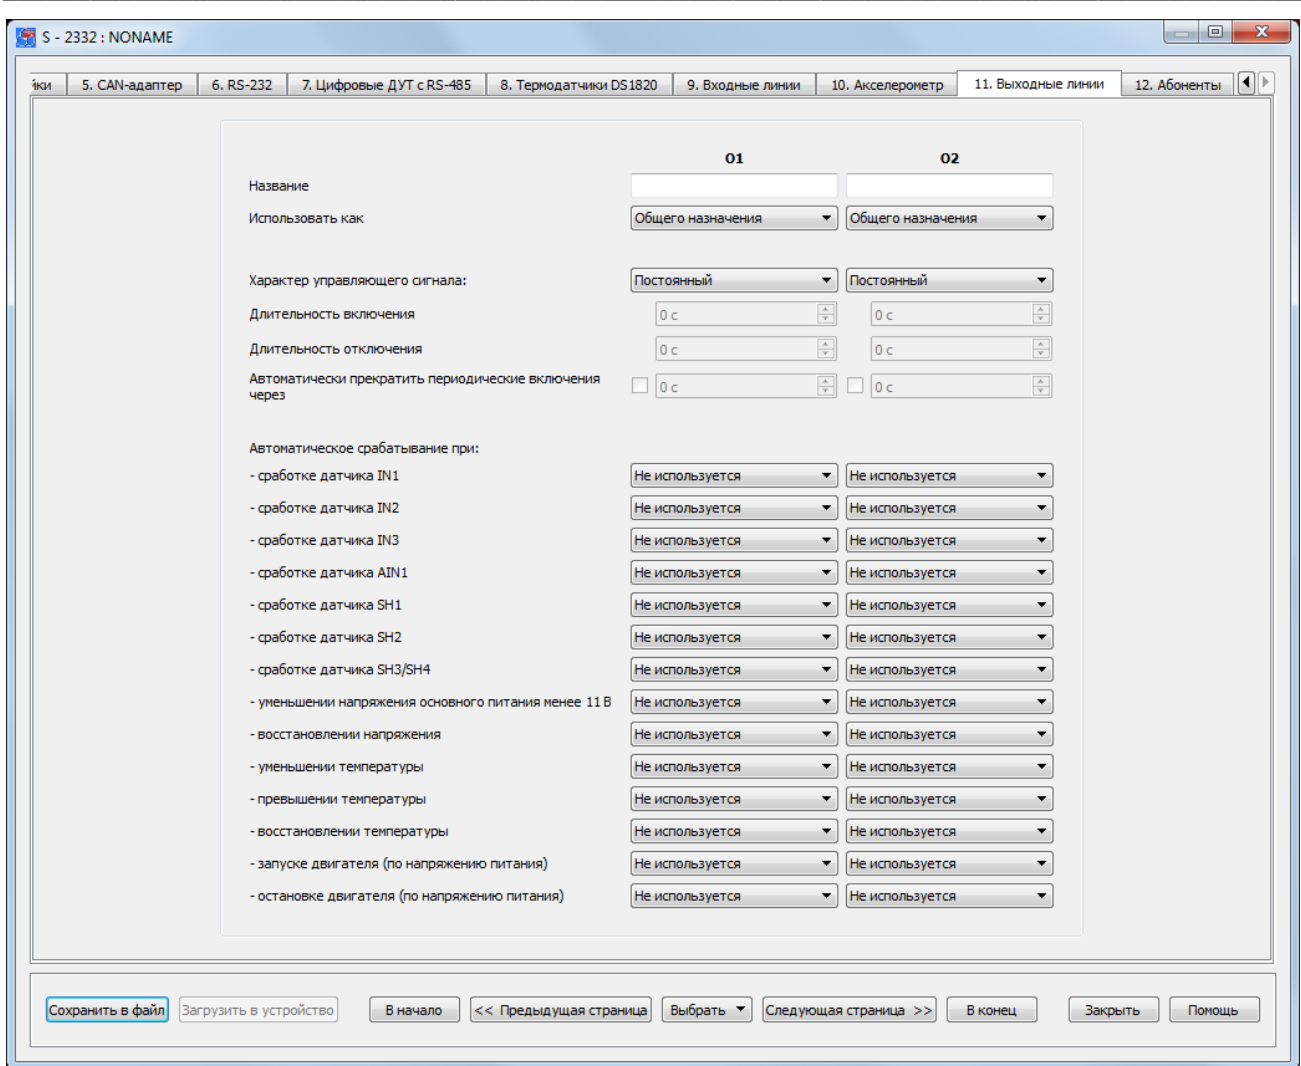 S - 2332 : NONAME
йки 5. CAN-адаптер 6. RS-232 7. Цифровые ДУТ с RS-485 8. Термодатчики DS1820 9. Входные линии 10. Акселерометр 11. Выходные линии 12. Абоненты
O1 O2
Название
Использовать как Общего назначения Общего назначения
Характер управляющего сигнала: Постоянный Постоянный
Длительность включения 0 с 0 с
Длительность отключения 0 с 0 с
Автоматически прекратить периодические включения
через 0 с 0 с
Автоматическое срабатывание при:
- сработке датчика IN1 Не используется Не используется
- сработке датчика IN2 Не используется Не используется
- сработке датчика IN3 Не используется Не используется
- сработке датчика AIN1 Не используется Не используется
- сработке датчика SH1 Не используется Не используется
- сработке датчика SH2 Не используется Не используется
- сработке датчика SH3/SH4 Не используется Не используется
- уменьшении напряжения основного питания менее 11 В Не используется Не используется
- восстановлении напряжения Не используется Не используется
- уменьшении температуры Не используется Не используется
- превышении температуры Не используется Не используется
- восстановлении температуры Не используется Не используется
- запуске двигателя (по напряжению питания) Не используется Не используется
- остановке двигателя (по напряжению питания) Не используется Не используется
Сохранить в файл Загрузить в устройство В начало << Предыдущая страница Выбрать Следующая страница >> В конец Закрыть Помощь